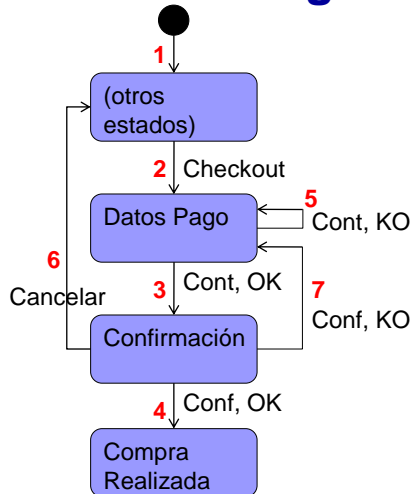 1
(otros
estados)
2 Checkout
Datos Pago
5
Cont, KO
6
Cancelar
3 Cont, OK
7
Conf, KO
Confirmación
4 Conf, OK
Compra
Realizada